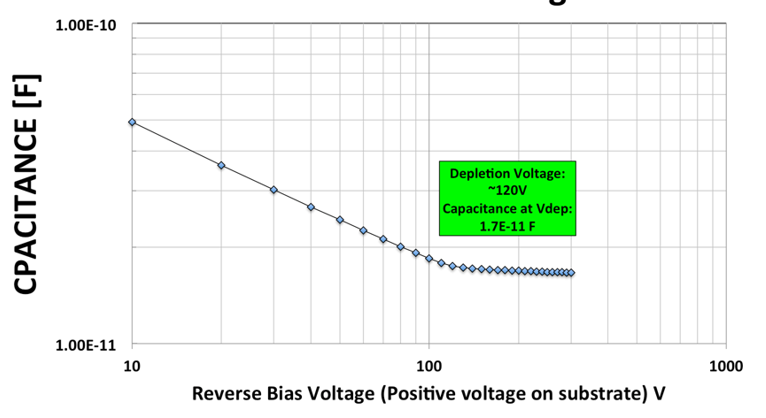 1.00E-10
CPACITANCE [F]
Depletion Voltage:
~120V
Capacitance at Vdep:
1.7E-11 F
1.00E-11
10 100 1000
Reverse Bias Voltage (Positive voltage on substrate) V